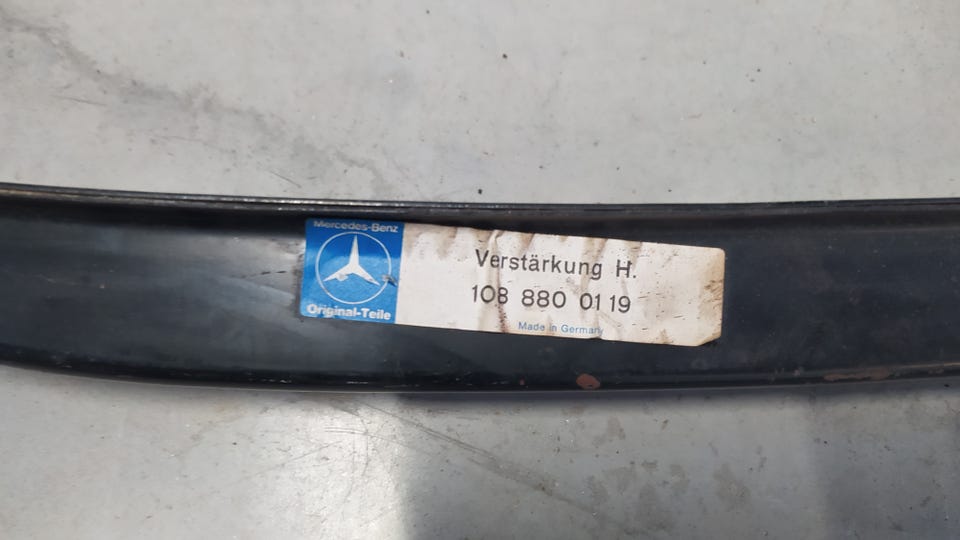 Mercedes-Benz
Original-Teile
Verstärkung H.
108 880 01 19
Made in Germany